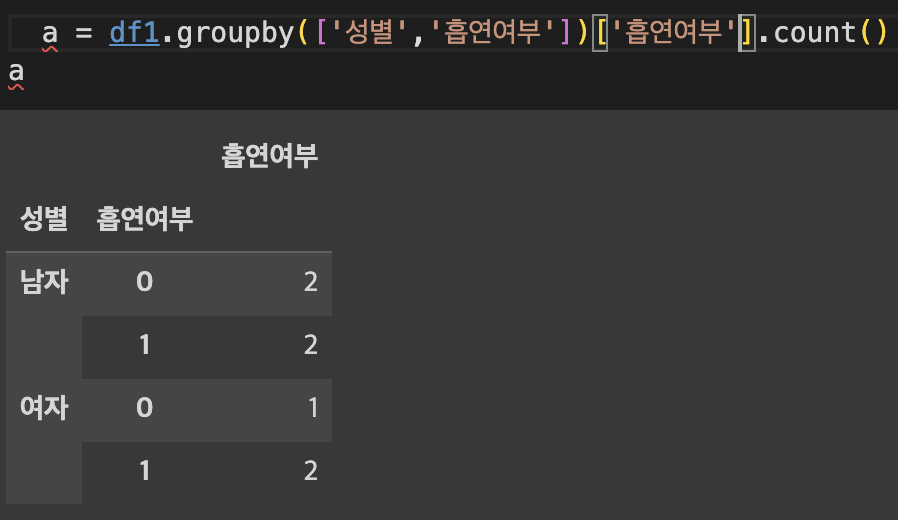 a = df1.groupby(['성별','흡연여부'])['흡연여부'].count()
a
흡연여부
성별 흡연여부
남자 0 2
1 2
여자 0 1
1 2